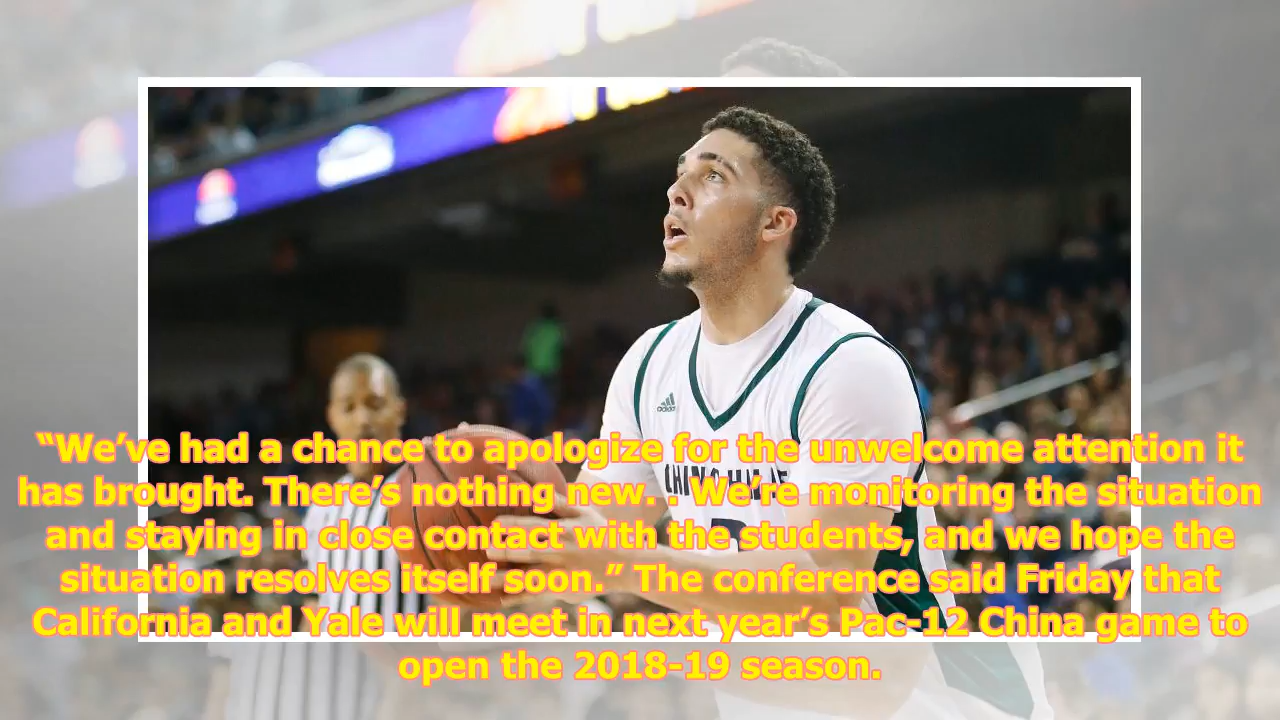 “We’ve had a chance to apologize for the unwelcome attention it
has brought. There’s nothing new. . We’re monitoring the situation
and staying in close contact with the students, and we hope the
situation resolves itself soon.” The conference said Friday that
California and Yale will meet in next year’s Pac-12 China game to
open the 2018-19 season.
adidas